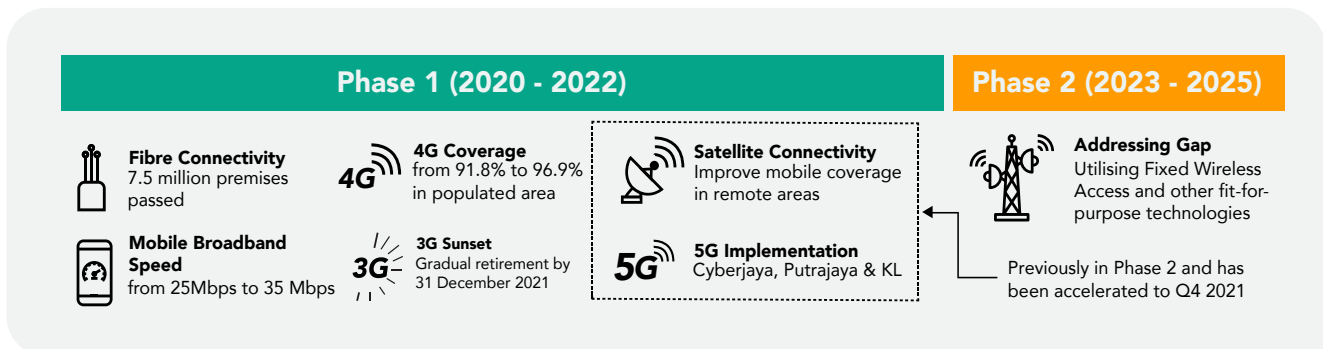 Phase 1 (2020 - 2022)
Phase 2 (2023 - 2025)
Fibre Connectivity
7.5 million premises
passed
4G
4G Coverage
from 91.8% to 96.9%
in populated area
Satellite Connectivity
Improve mobile coverage
in remote areas
Addressing Gap
Utilising Fixed Wireless
Access and other fit-for-
purpose technologies
Mobile Broadband
Speed
from 25Mbps to 35 Mbps
3G
3G Sunset
Gradual retirement by
31 December 2021
5G
5G Implementation
Cyberjaya, Putrajaya & KL
Previously in Phase 2 and has
been accelerated to Q4 2021